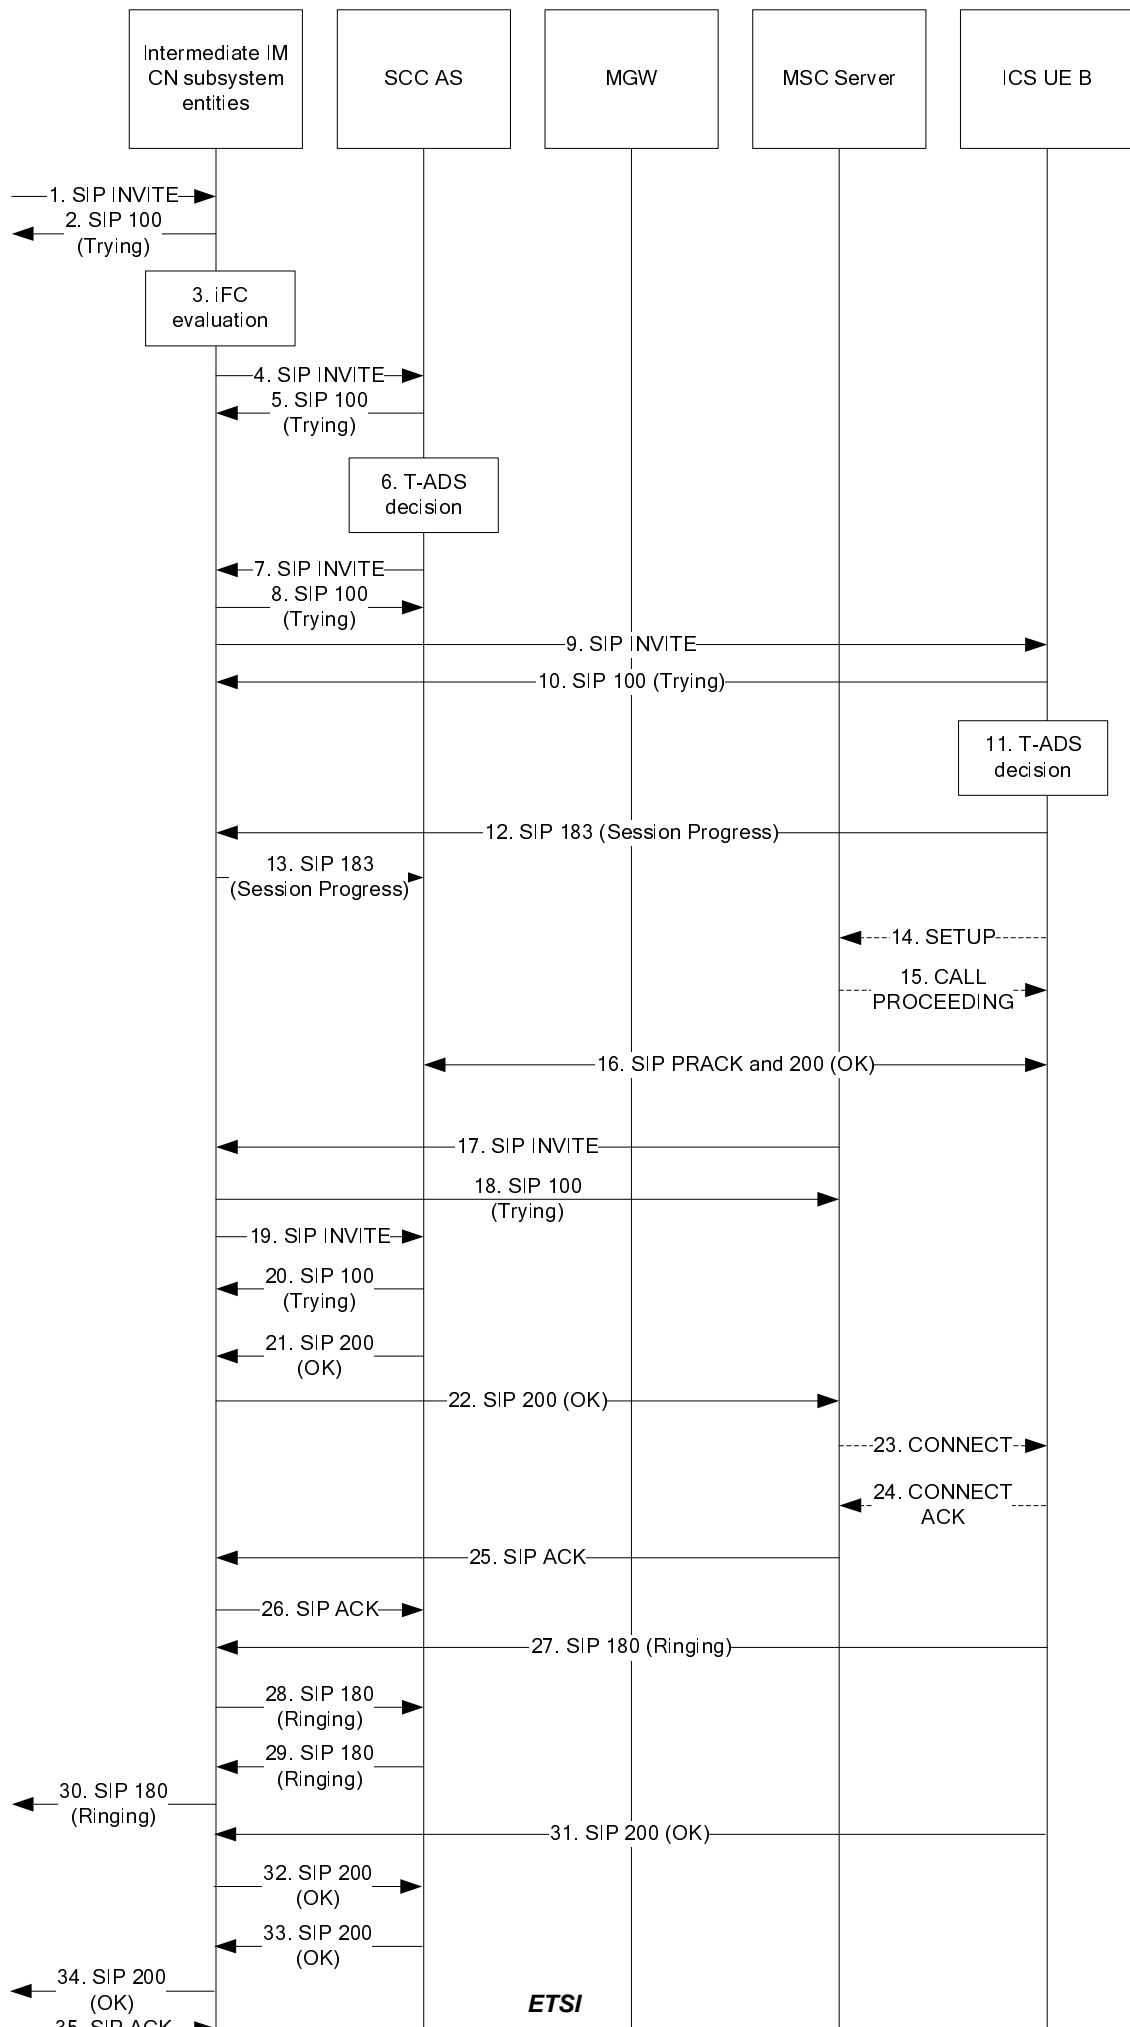 Intermediate IM
CN subsystem
entities
SCC AS
MGW
MSC Server
ICS UE B
1. SIP INVITE
2. SIP 100
(Trying)
3. iFC
evaluation
4. SIP INVITE
5. SIP 100
(Trying)
6. T-ADS
decision
7. SIP INVITE
8. SIP 100
(Trying)
9. SIP INVITE
10. SIP 100 (Trying)
11. T-ADS
decision
12. SIP 183 (Session Progress)
13. SIP 183
(Session Progress)
14. SETUP
15. CALL
PROCEEDING
16. SIP PRACK and 200 (OK)
17. SIP INVITE
18. SIP 100
(Trying)
19. SIP INVITE
20. SIP 100
(Trying)
21. SIP 200
(OK)
22. SIP 200 (OK)
23. CONNECT
24. CONNECT
ACK
25. SIP ACK
26. SIP ACK
27. SIP 180 (Ringing)
28. SIP 180
(Ringing)
29. SIP 180
(Ringing)
30. SIP 180
(Ringing)
31. SIP 200 (OK)
32. SIP 200
(OK)
33. SIP 200
(OK)
34. SIP 200
(OK)
ETSI
35. SIP ACK